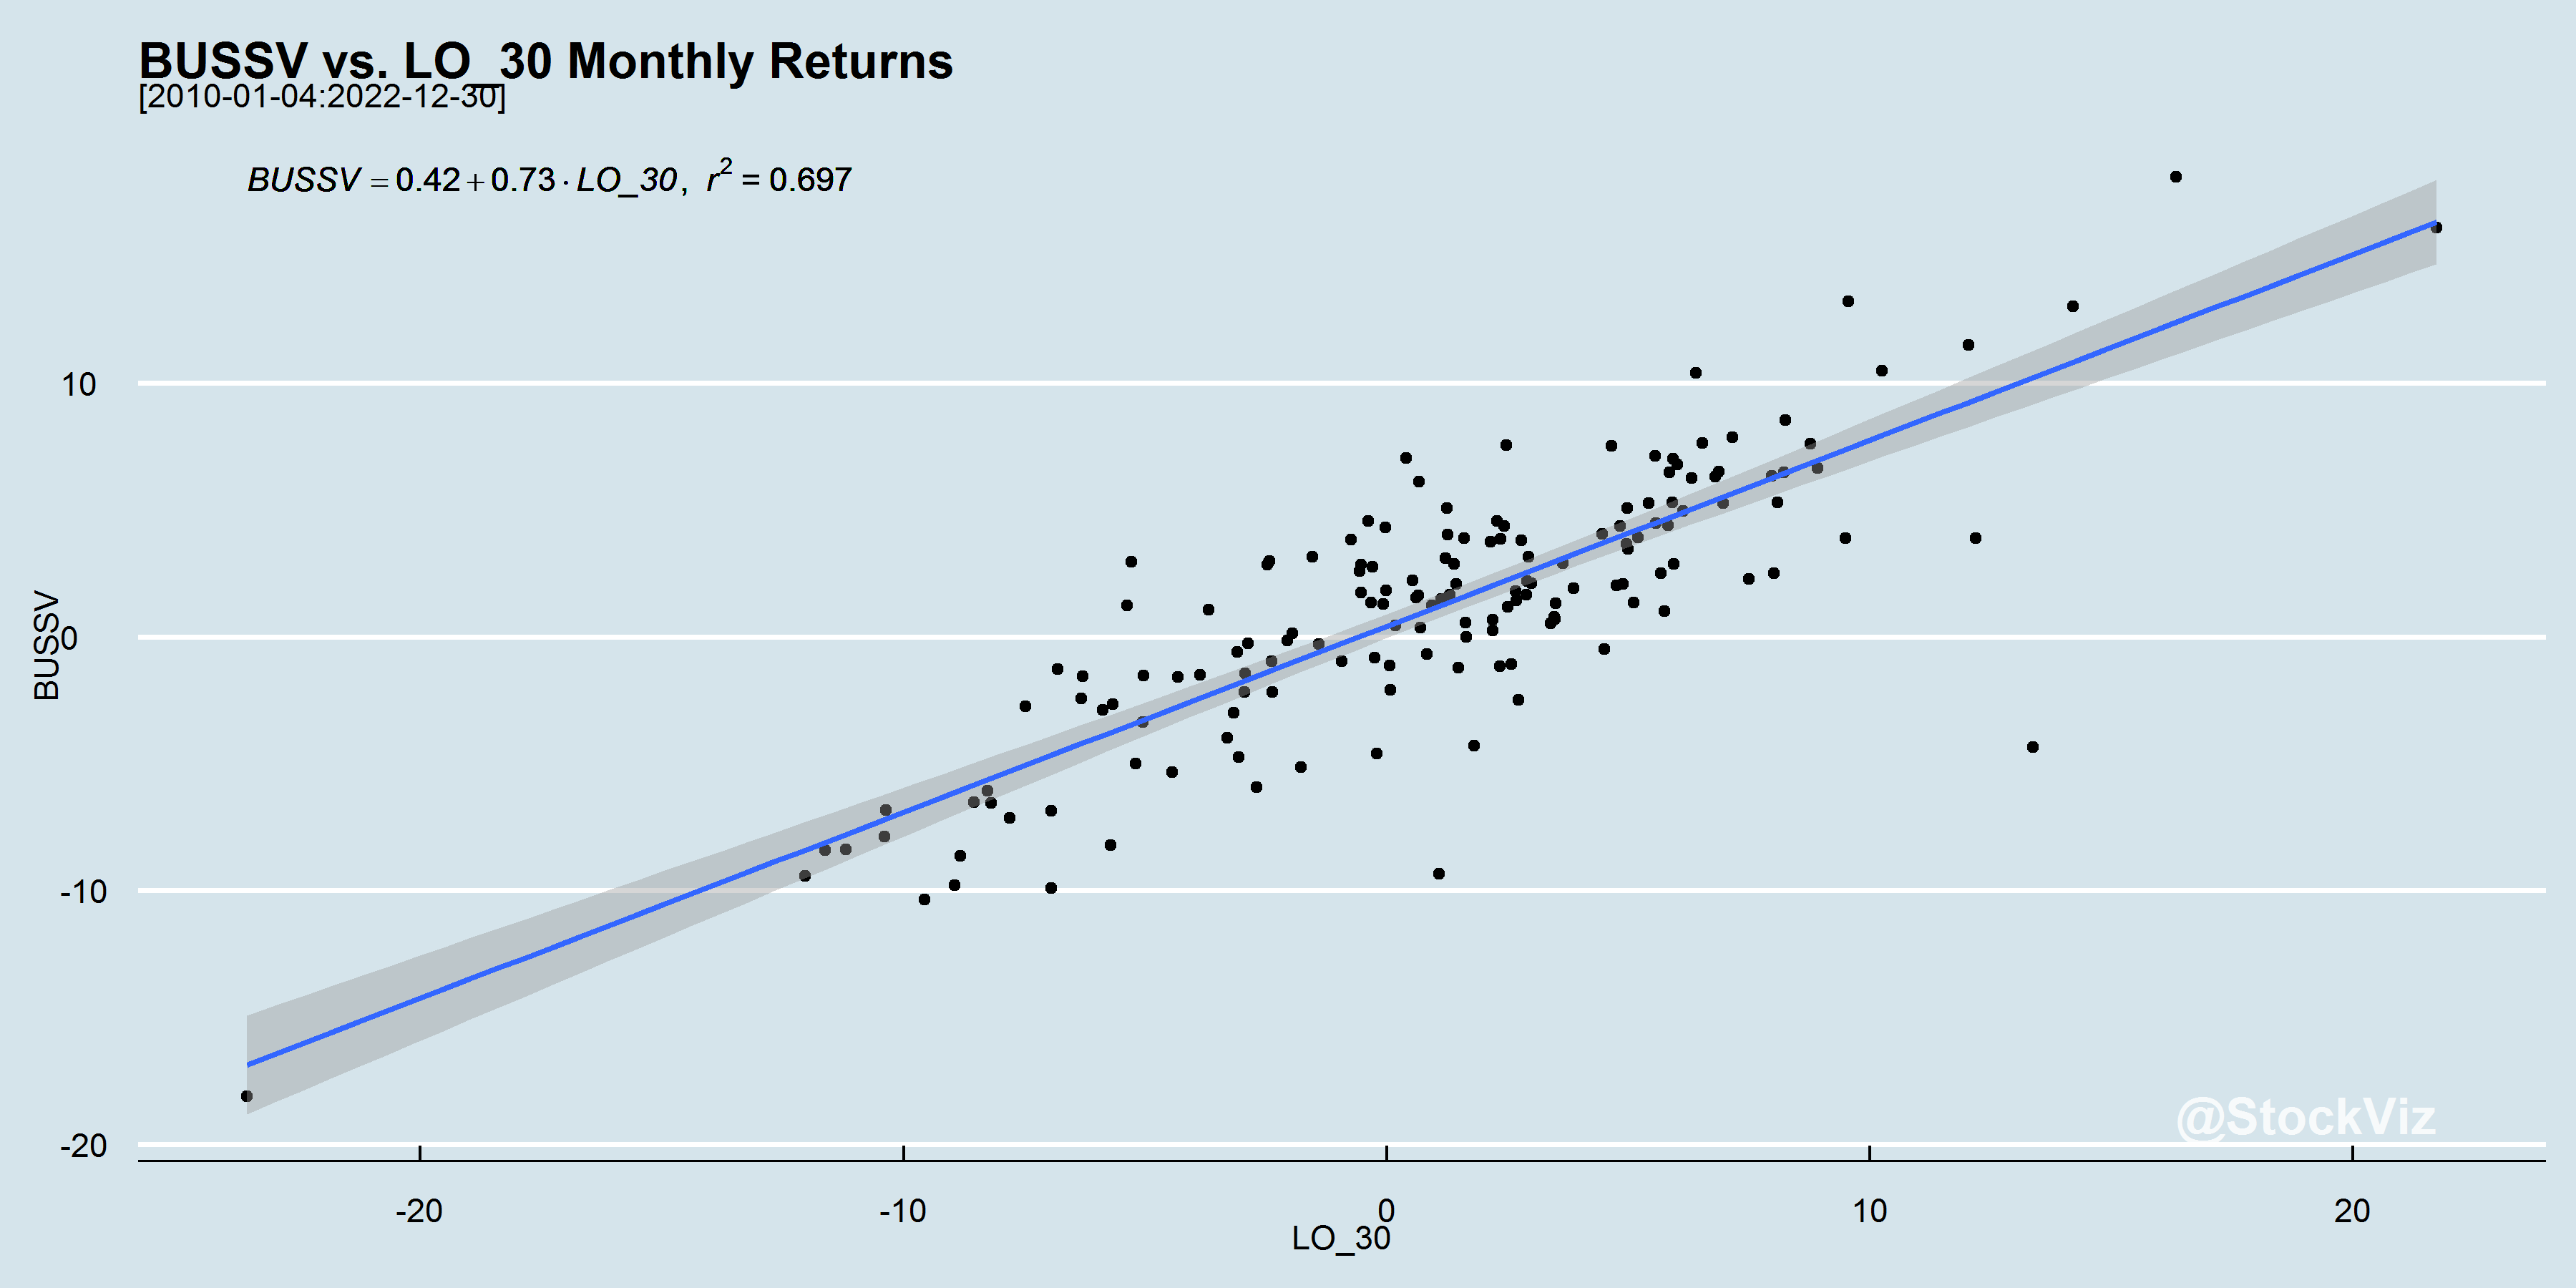 BUSSV vs. LO_30 Monthly Returns
[2010-01-04:2022-12-30]
BUSSV = 0.42 + 0.73 · LO_30, r² = 0.697
10
0
-10
-20
BUSSV
@StockViz
-20 -10 0 10 20
LO_30